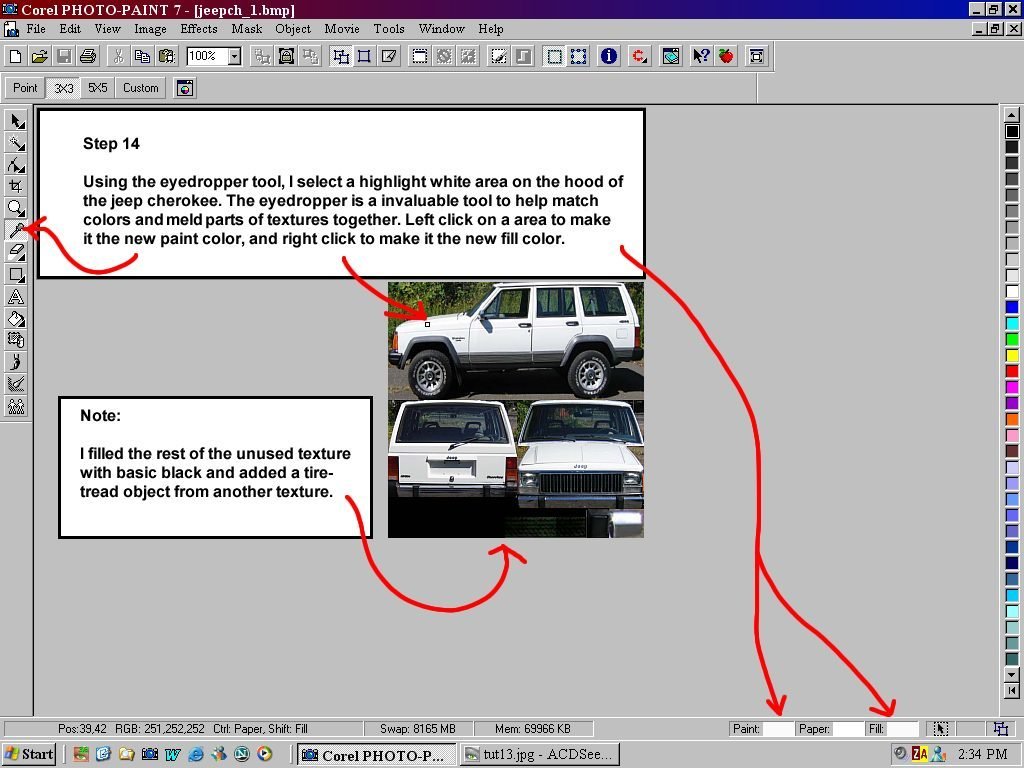 Corel PHOTO-PAINT 7 - [jeepch_1.bmp]
File Edit View Image Effects Mask Object Movie Tools Window Help
100%
Point 3X3 5X5 Custom
Step 14
Using the eyedropper tool, I select a highlight white area on the hood of
the jeep cherokee. The eyedropper is a invaluable tool to help match
colors and meld parts of textures together. Left click on a area to make
it the new paint color, and right click to make it the new fill color.
Note:
I filled the rest of the unused texture
with basic black and added a tire-
tread object from another texture.
Jeep
Jeep
Pos:39,42 RGB: 251,252,252 Ctrl: Paper, Shift: Fill Swap: 8165 MB Mem: 69966 KB Paint: Paper: Fill:
Start Corel PHOTO-P... tut13.jpg - ACDSee... ZA 2:34 PM